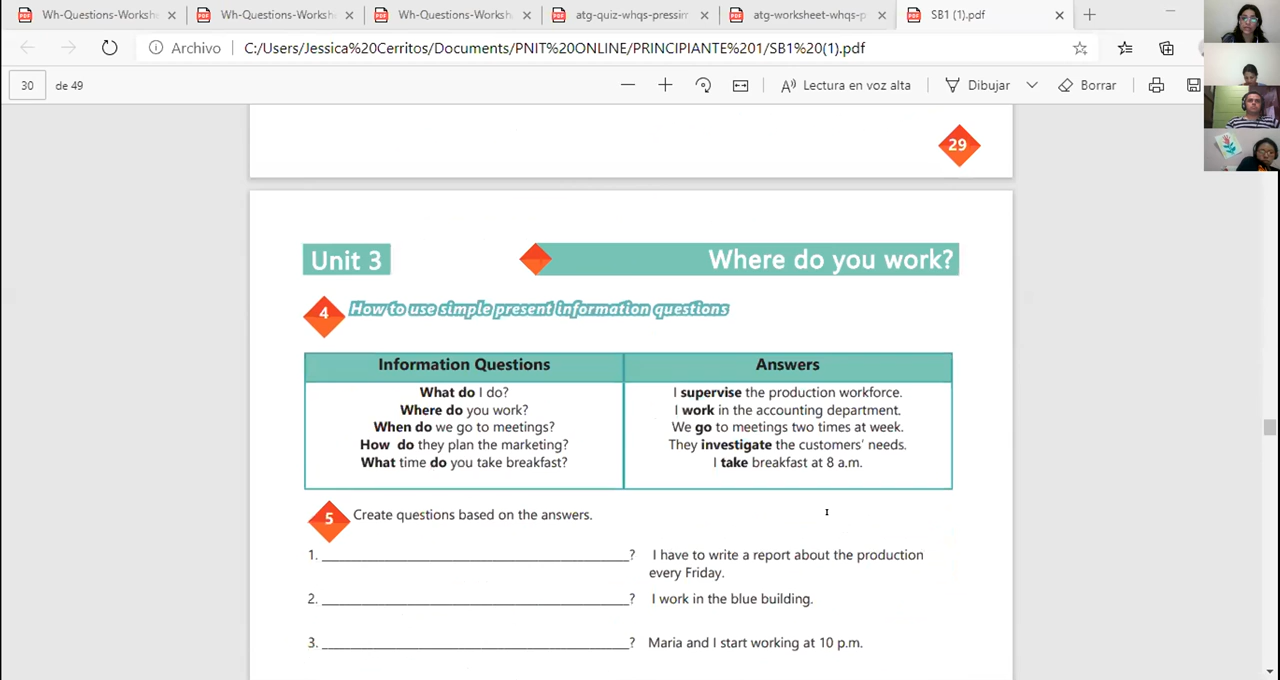 Wh-Questions-Workshe
Wh-Questions-Worksh
Wh-Questions-Worksh
atg-quiz-whqs-pressim
atg-worksheet-whqs-p
SB1 (1).pdf
Archivo
C:/Users/Jessica%20Cerritos/Documents/PNIT%20ONLINE/PRINCIPIANTE%201/SB1%20(1).pdf
30 de 49
Lectura en voz alta
Dibujar
Borrar
29
Unit 3
Where do you work?
4 How to use simple present information questions
Information Questions Answers
What do I do? I supervise the production workforce.
Where do you work? I work in the accounting department.
When do we go to meetings? We go to meetings two times at week.
How do they plan the marketing? They investigate the customers' needs.
What time do you take breakfast? I take breakfast at 8 a.m.
5 Create questions based on the answers.
1. ______________________________? I have to write a report about the production
every Friday.
2. ______________________________? I work in the blue building.
3. ______________________________? Maria and I start working at 10 p.m.